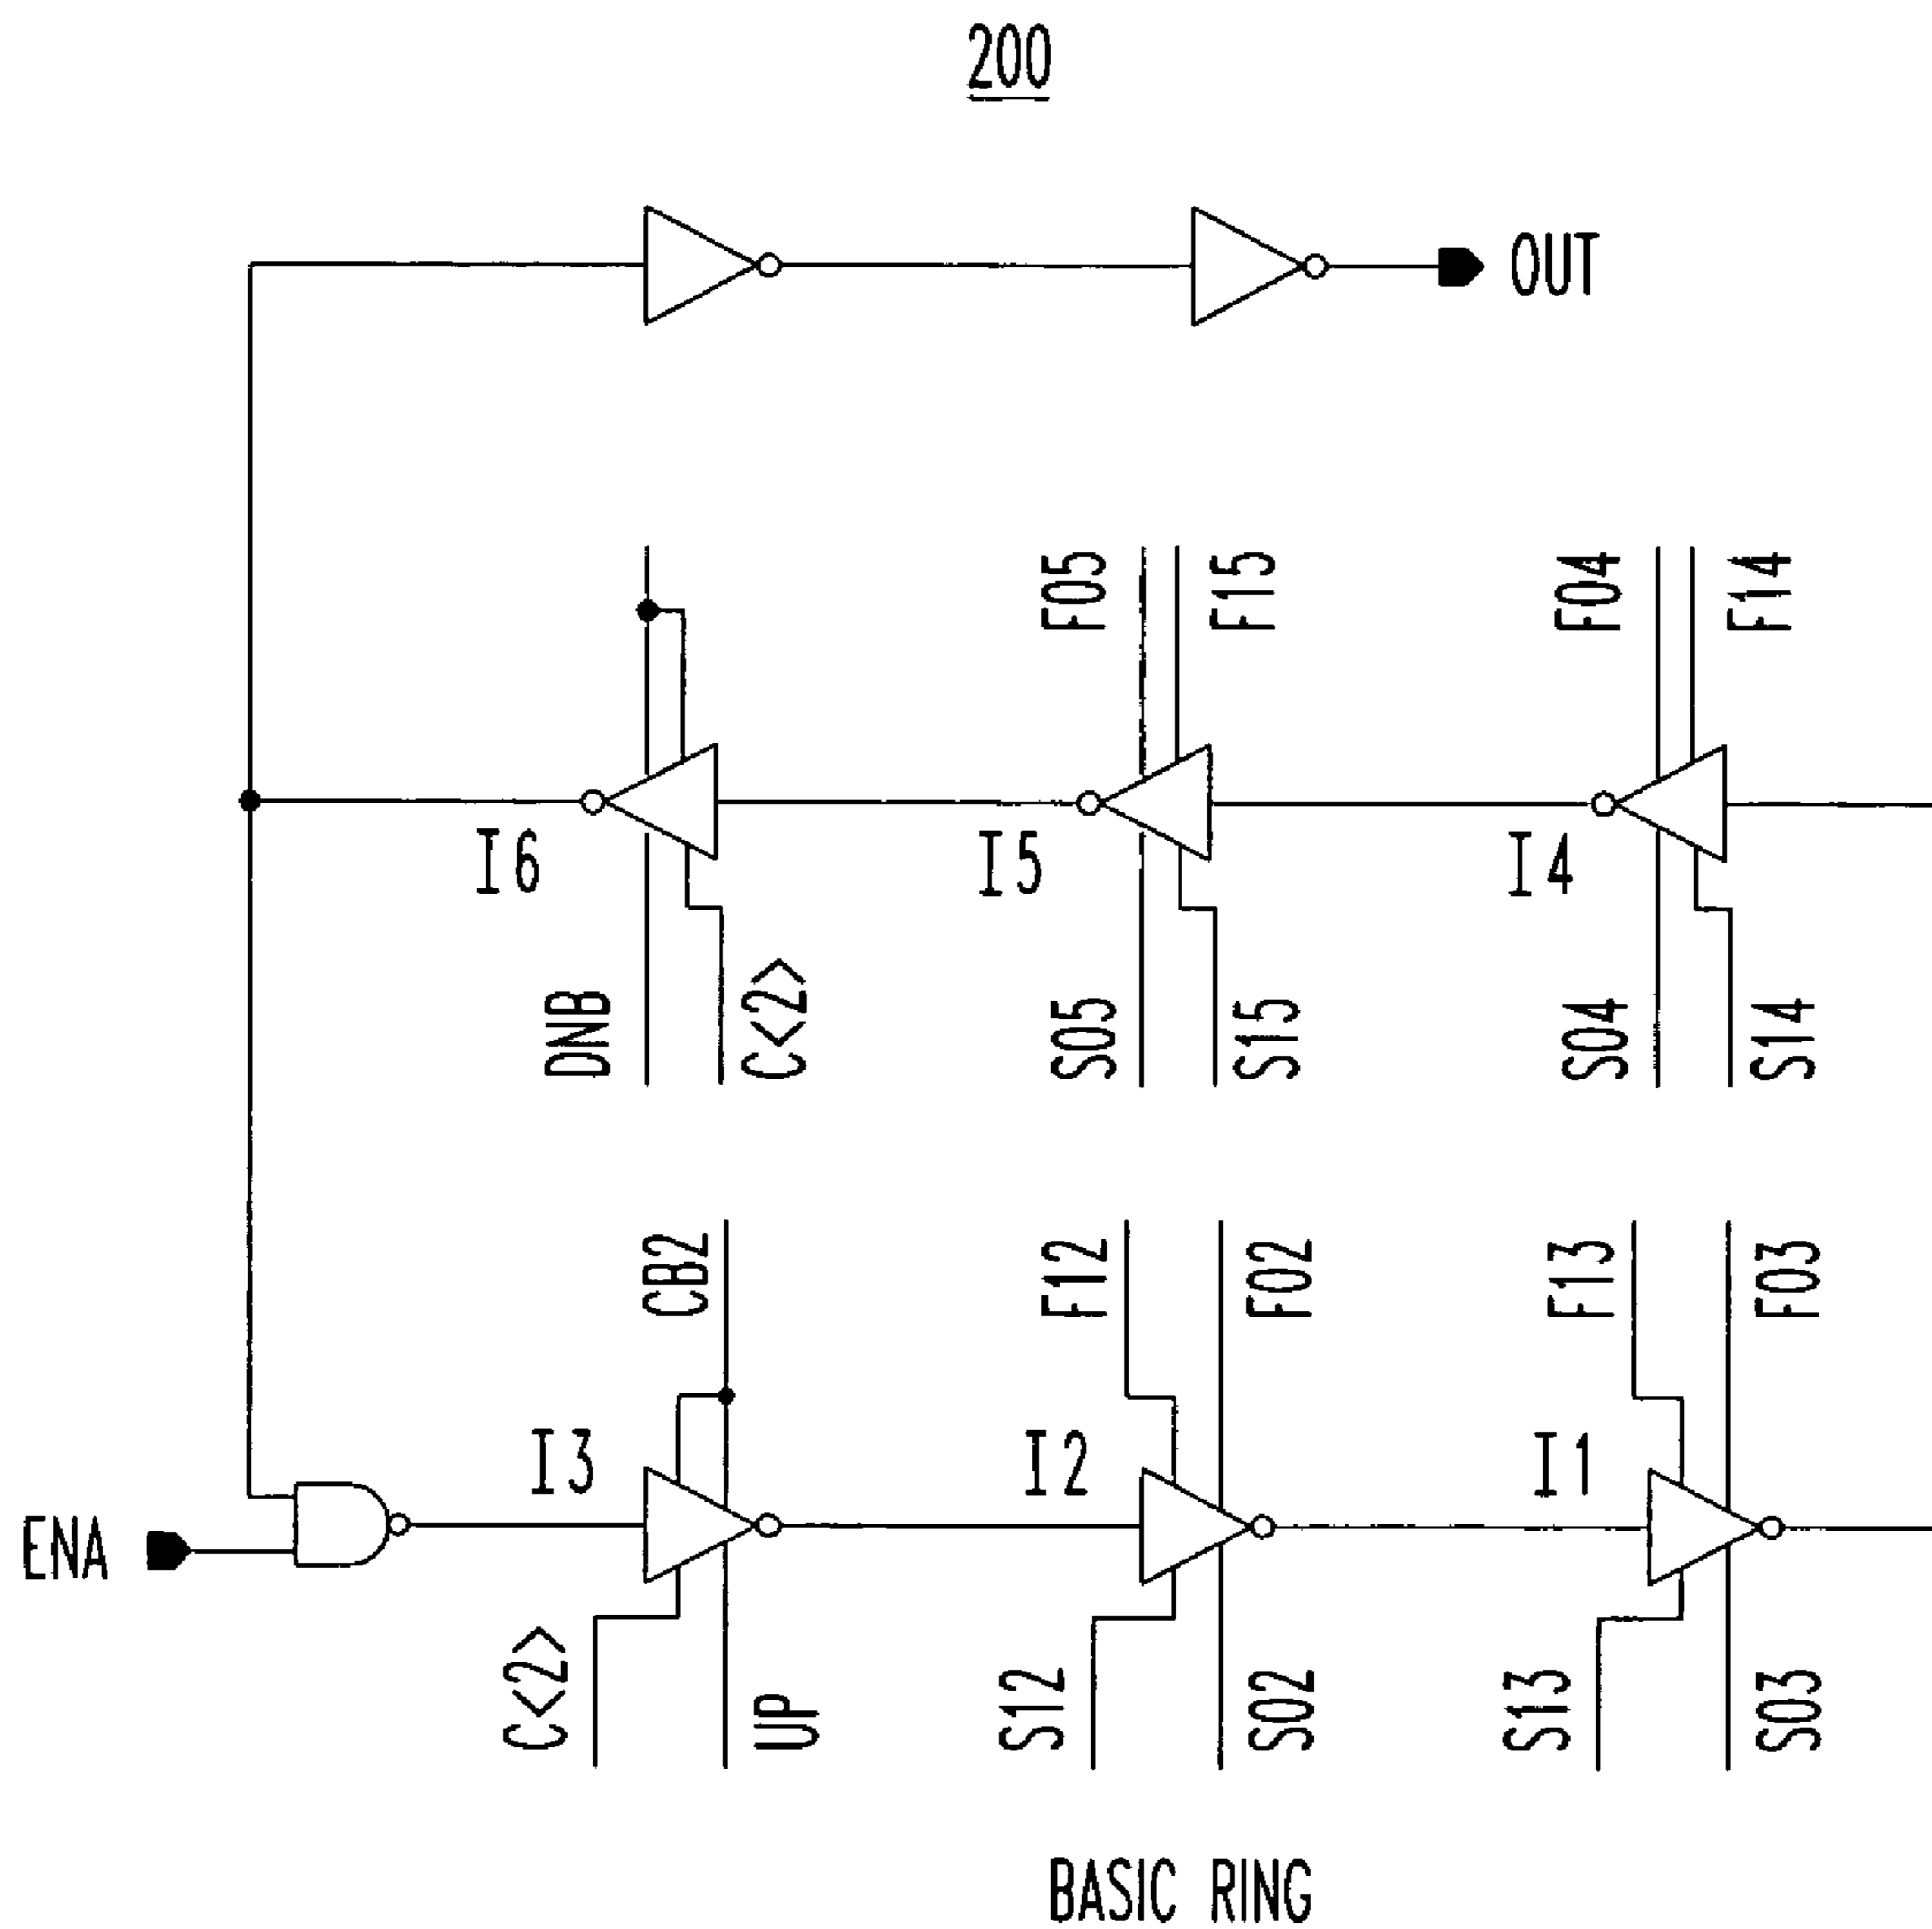 200
OUT
F05
F15
F04
F14
I6
I5
I4
DNB
C<2>
S05
S15
S04
S14
CB2
F12
F02
F13
F03
I3
I2
I1
ENA
C<2>
UP
S12
S02
S13
S03
BASIC RING